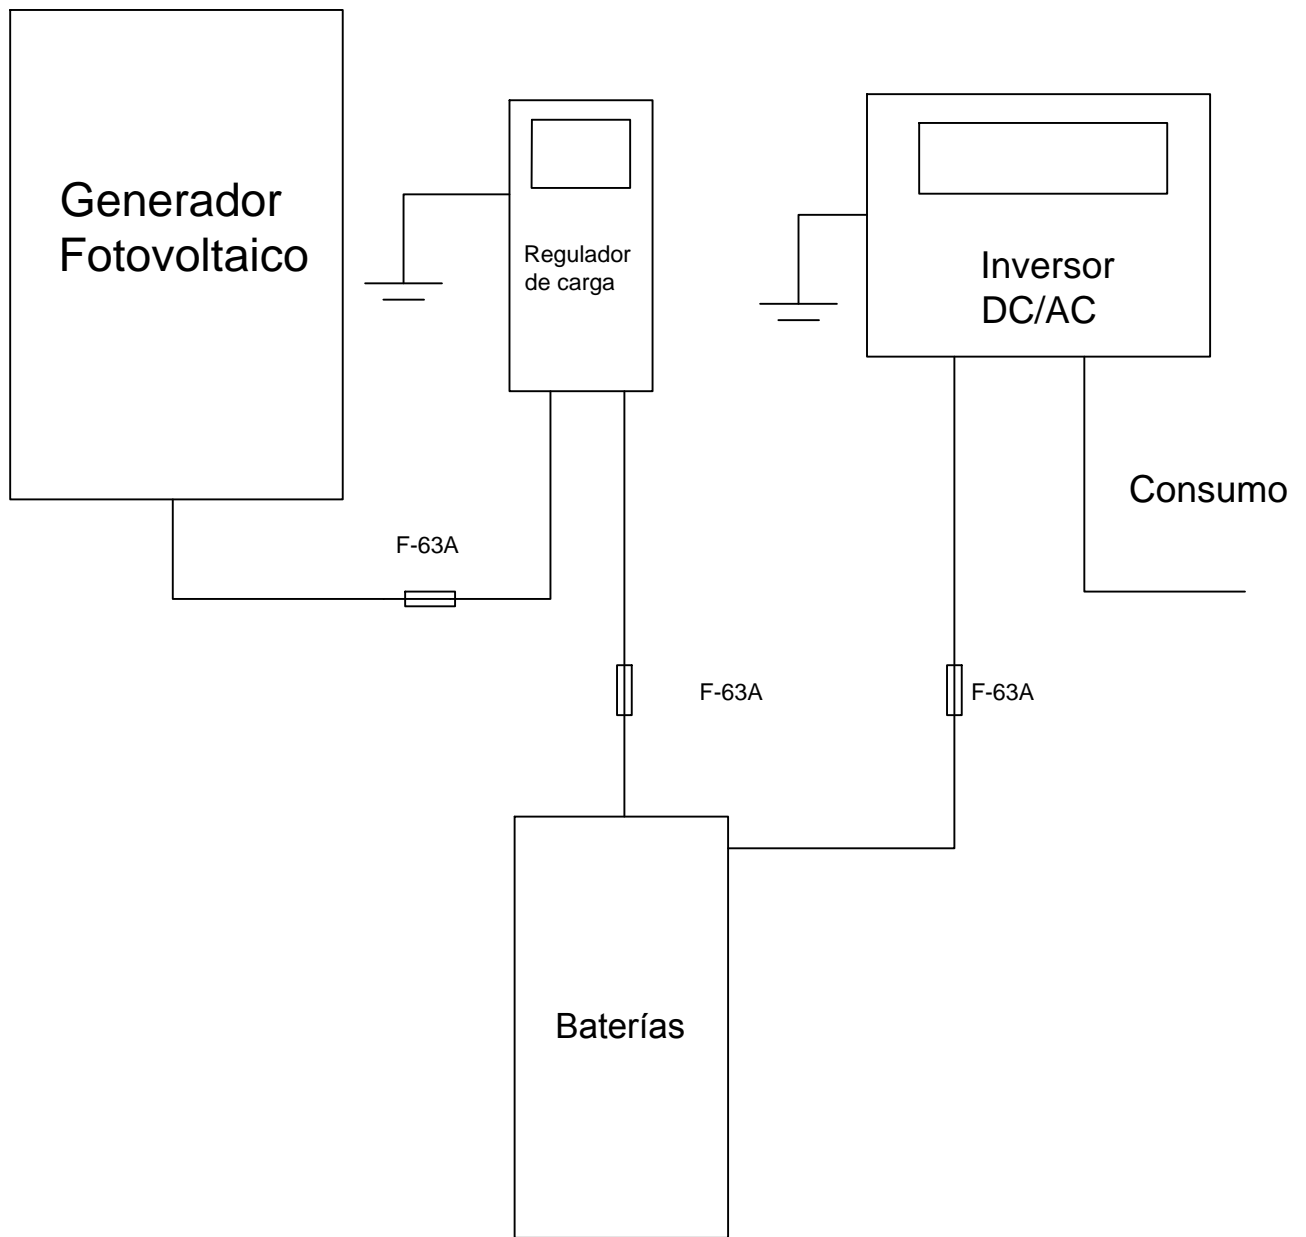 Generador
Fotovoltaico
Regulador
de carga
Inversor
DC/AC
Consumo
F-63A
F-63A
F-63A
Baterías